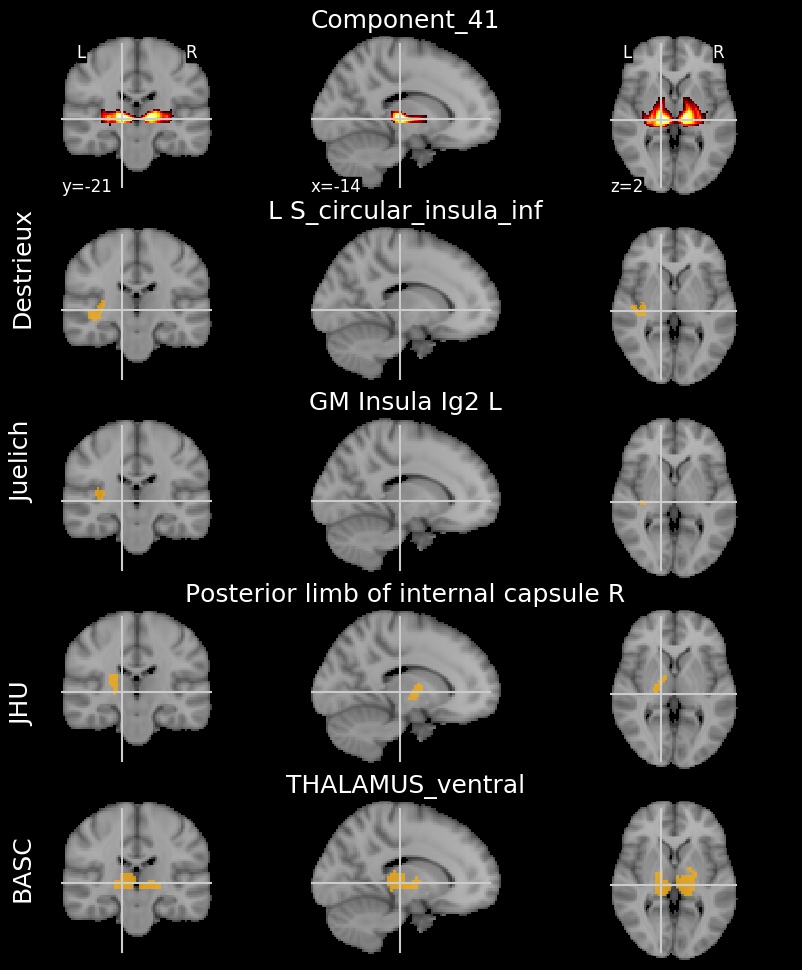 Component_41
L R L R
y=-21 x=-14 z=2
Destrieux
L S_circular_insula_inf
Juelich
GM Insula Ig2 L
JHU
Posterior limb of internal capsule R
BASC
THALAMUS_ventral